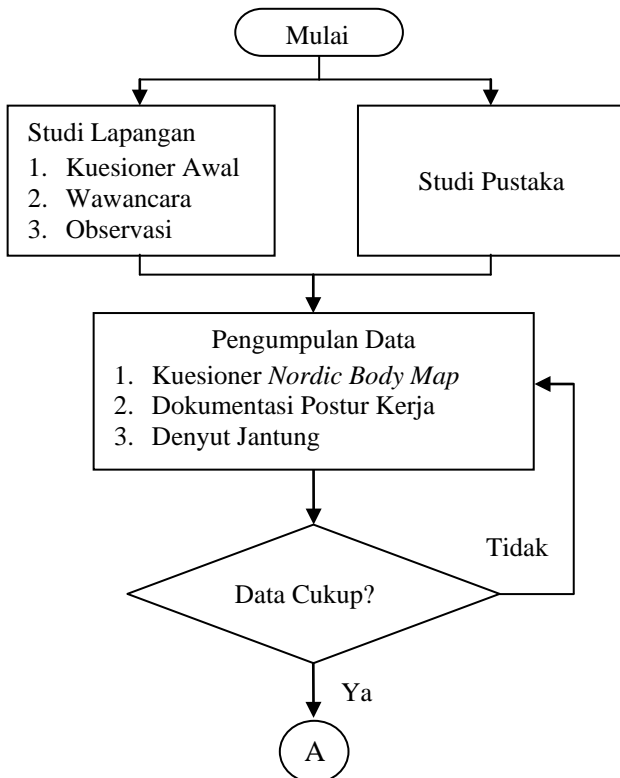 Mulai
Studi Lapangan
1. Kuesioner Awal
2. Wawancara
3. Observasi
Studi Pustaka
Pengumpulan Data
1. Kuesioner Nordic Body Map
2. Dokumentasi Postur Kerja
3. Denyut Jantung
Tidak
Data Cukup?
Ya
A